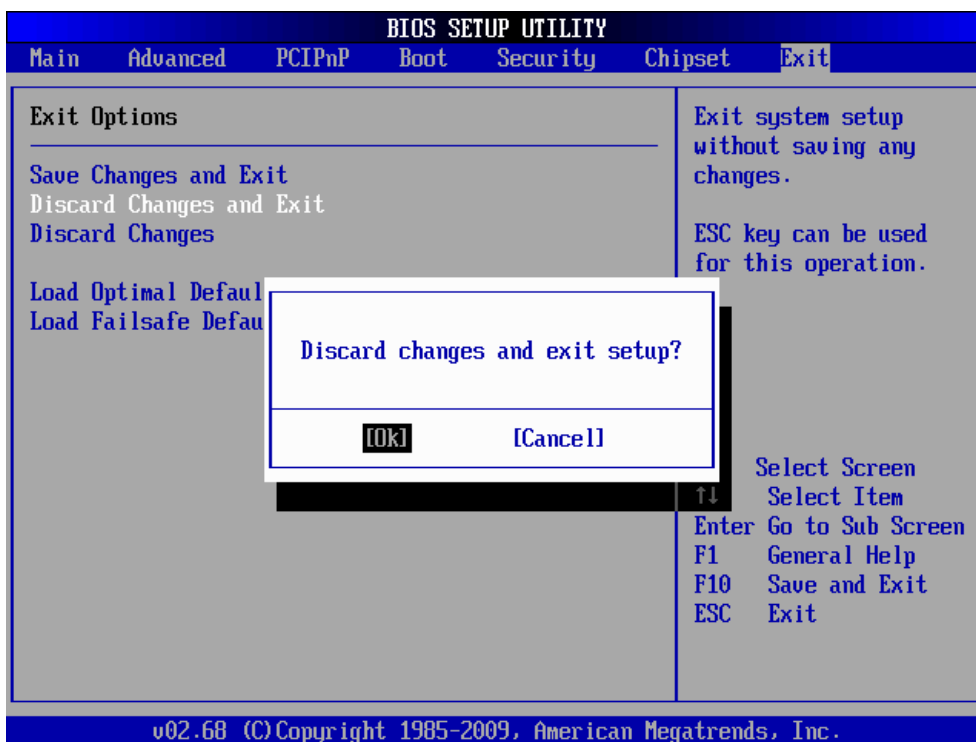 BIOS SETUP UTILITY
Main Advanced PCIPnP Boot Security Chipset Exit
Exit Options
Save Changes and Exit
Discard Changes and Exit
Discard Changes
Load Optimal Defaul
Load Failsafe Defau
Discard changes and exit setup?
[Ok] [Cancel]
Exit system setup
without saving any
changes.
ESC key can be used
for this operation.
Select Screen
↑↓ Select Item
Enter Go to Sub Screen
F1 General Help
F10 Save and Exit
ESC Exit
v02.68 (C)Copyright 1985-2009, American Megatrends, Inc.